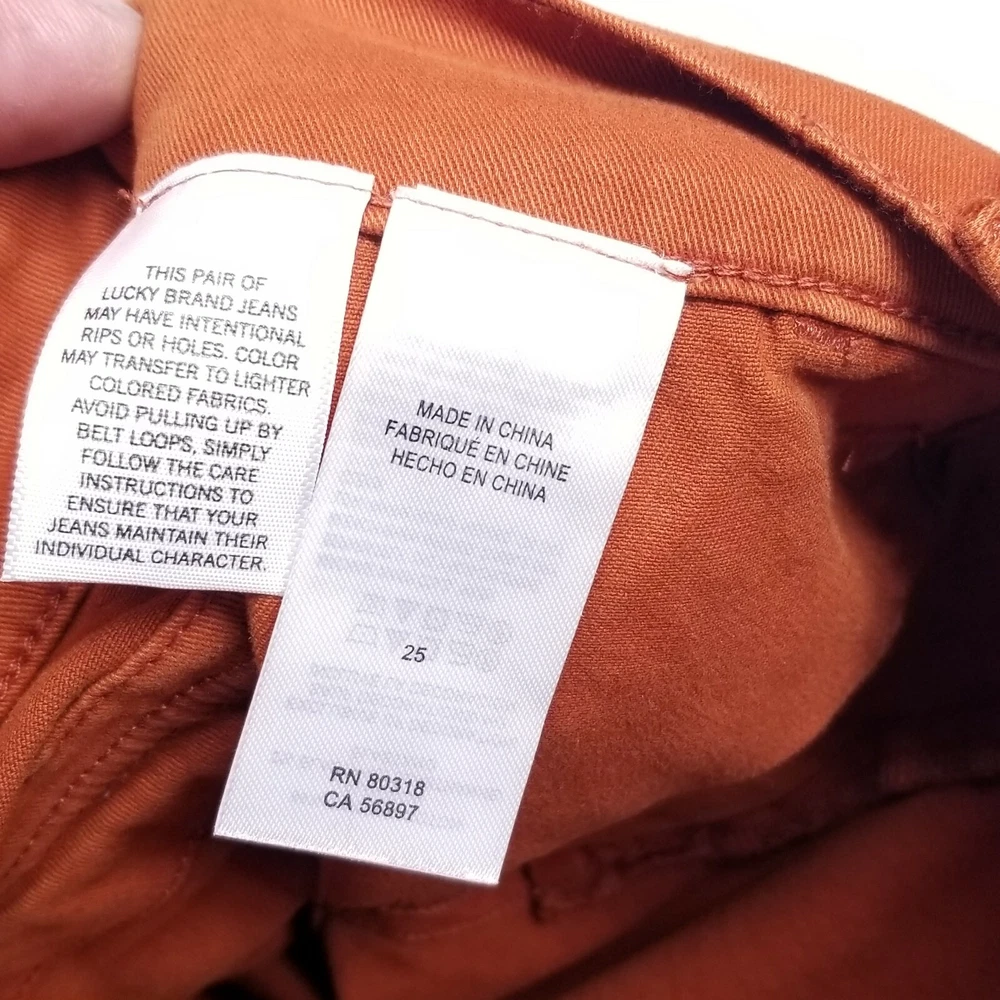 THIS PAIR OF
LUCKY BRAND JEANS
MAY HAVE INTENTIONAL
RIPS OR HOLES. COLOR
MAY TRANSFER TO LIGHTER
COLORED FABRICS.
AVOID PULLING UP BY
BELT LOOPS, SIMPLY
FOLLOW THE CARE
INSTRUCTIONS TO
ENSURE THAT YOUR
JEANS MAINTAIN THEIR
INDIVIDUAL CHARACTER.
MADE IN CHINA
FABRIQUÉ EN CHINE
HECHO EN CHINA
25
RN 80318
CA 56897